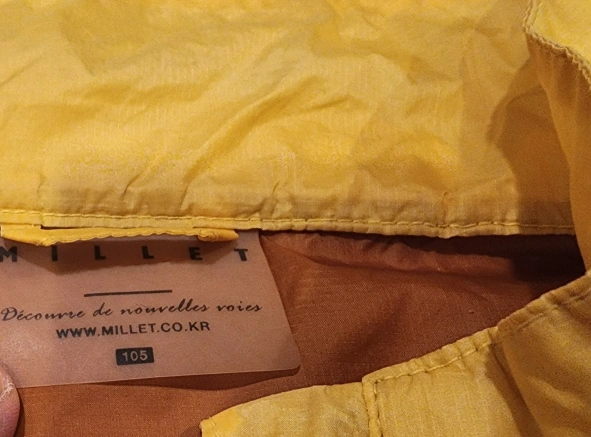 MILLET
Découvre de nouvelles voies
WWW.MILLET.CO.KR
105